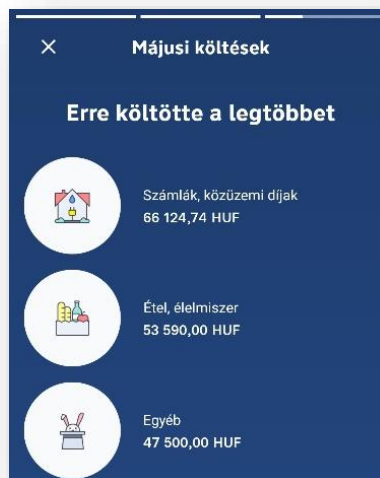 Májusi költések
Erre költötte a legtöbbet
Számlák, közüzemi díjak
66 124,74 HUF
Étel, élelmiszer
53 590,00 HUF
Egyéb
47 500,00 HUF